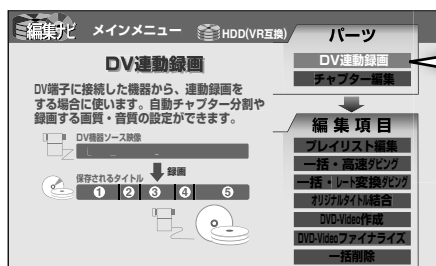 編集ナビ メインメニュー HDD(VR互換)
DV連動録画
DV端子に接続した機器から、連動録画を
する場合に使います。自動チャプター分割や
録画する画質・音質の設定ができます。
DV機器ソース映像
録画
保存されるタイトル
① ② ③ ④ ⑤
パーツ
DV連動録画
チャプター編集
編集項目
プレイリスト編集
一括・高速ダビング
一括・レート変換ダビング
オリジナルタイトル結合
DVD-Video作成
DVD-Videoファイナライズ
一括削除